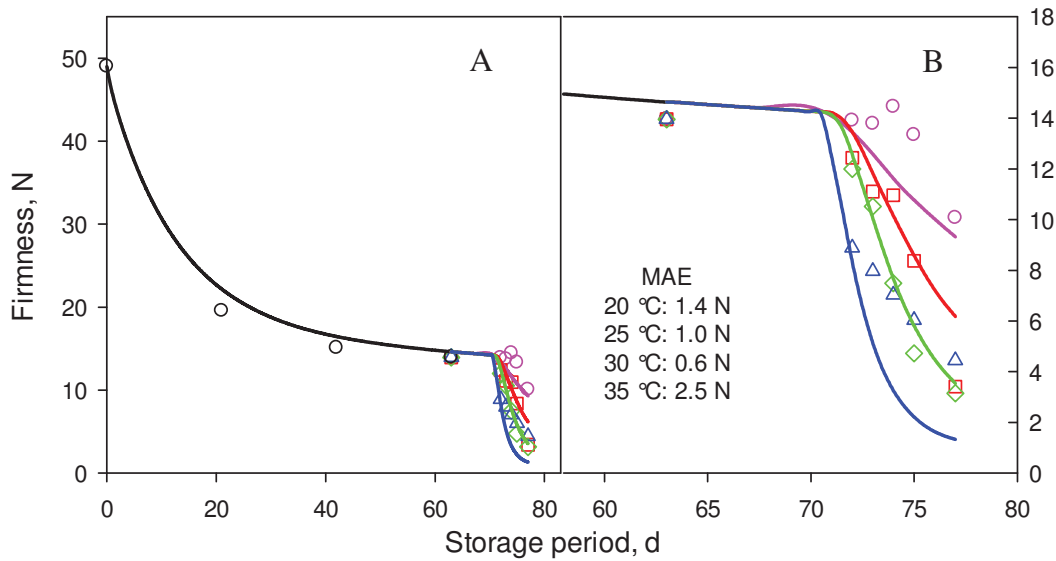 Firmness, N
50
40
30
20
10
0
A
B
18
16
14
12
10
8
6
4
2
0
MAE
20 °C: 1.4 N
25 °C: 1.0 N
30 °C: 0.6 N
35 °C: 2.5 N
0 20 40 60 80 60 65 70 75 80
Storage period, d